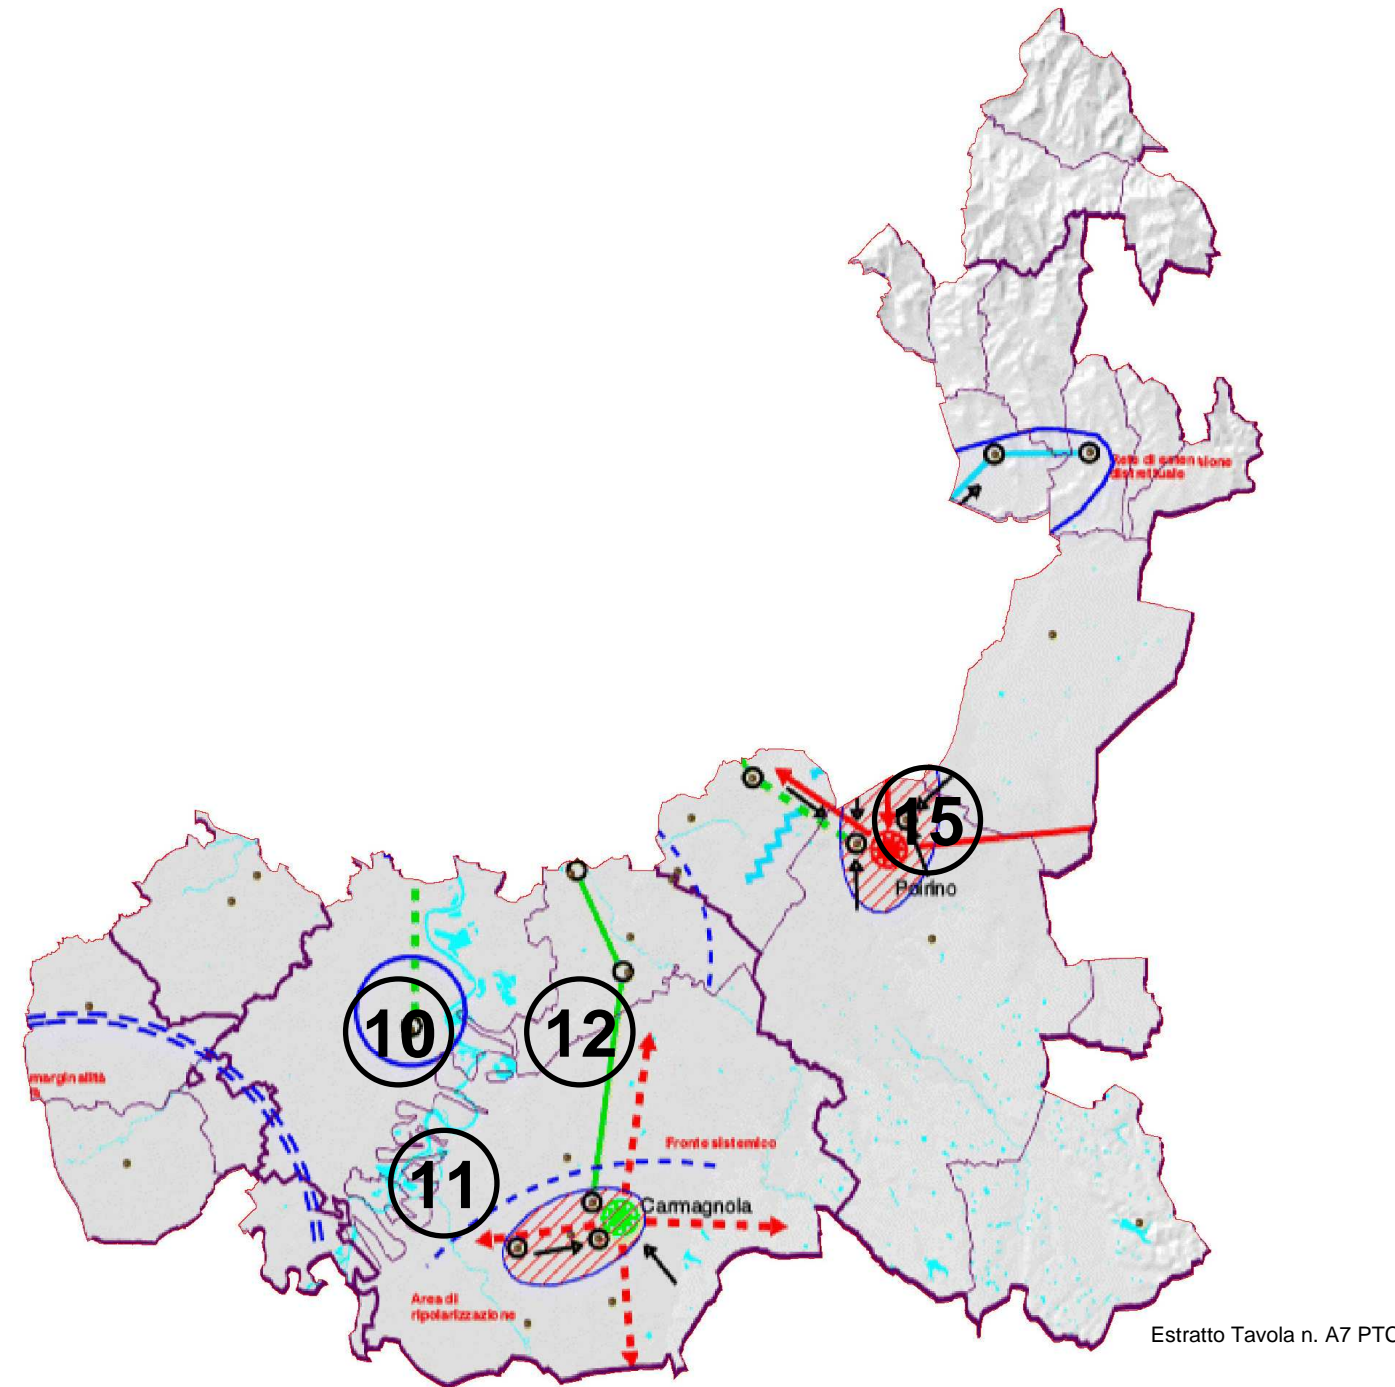 Rete di estensione
distrettuale
15
Poirino
10
12
marginalità
Fronte sistemico
11
Carmagnola
Area di
ripolarizzazione
Estratto Tavola n. A7 PTC